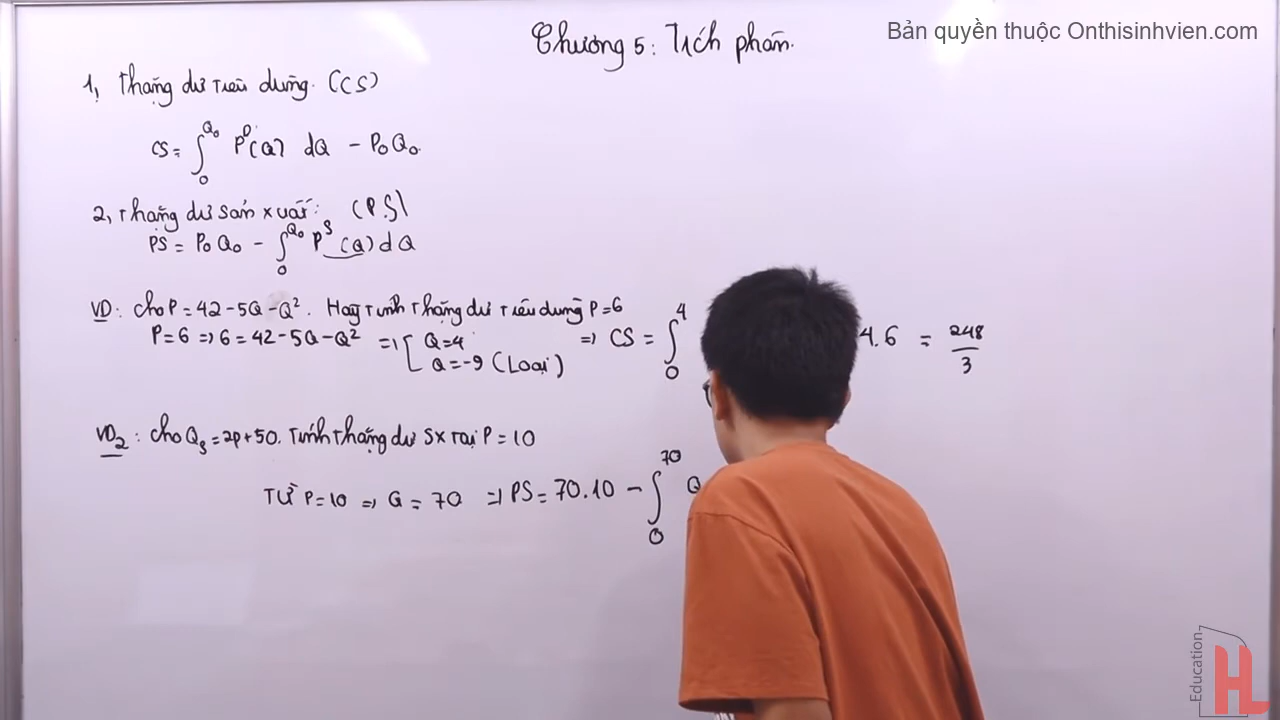 Bản quyền thuộc Onthisinhvien.com
Chương 5: Tích phân.
1, Thặng dư tiêu dùng. (CS)
CS = ∫₀^{Q₀} P^D(Q) dQ - P₀Q₀.
2, Thặng dư sản xuất: (PS)
PS = P₀Q₀ - ∫₀^{Q₀} P^S(Q)dQ
VD: cho P = 42 - 5Q - Q². Hãy tính thặng dư tiêu dùng P = 6
P = 6 => 6 = 42 - 5Q - Q² => [ Q = 4 => CS = ∫₀^4 4.6 = 248/3
Q = -9 (Loại)
VD2: cho Q_S = 2p + 50. Tính thặng dư SX tại P = 10
Từ P = 10 => Q = 70 => PS = 70.10 - ∫₀^{70} Q
Education
HL